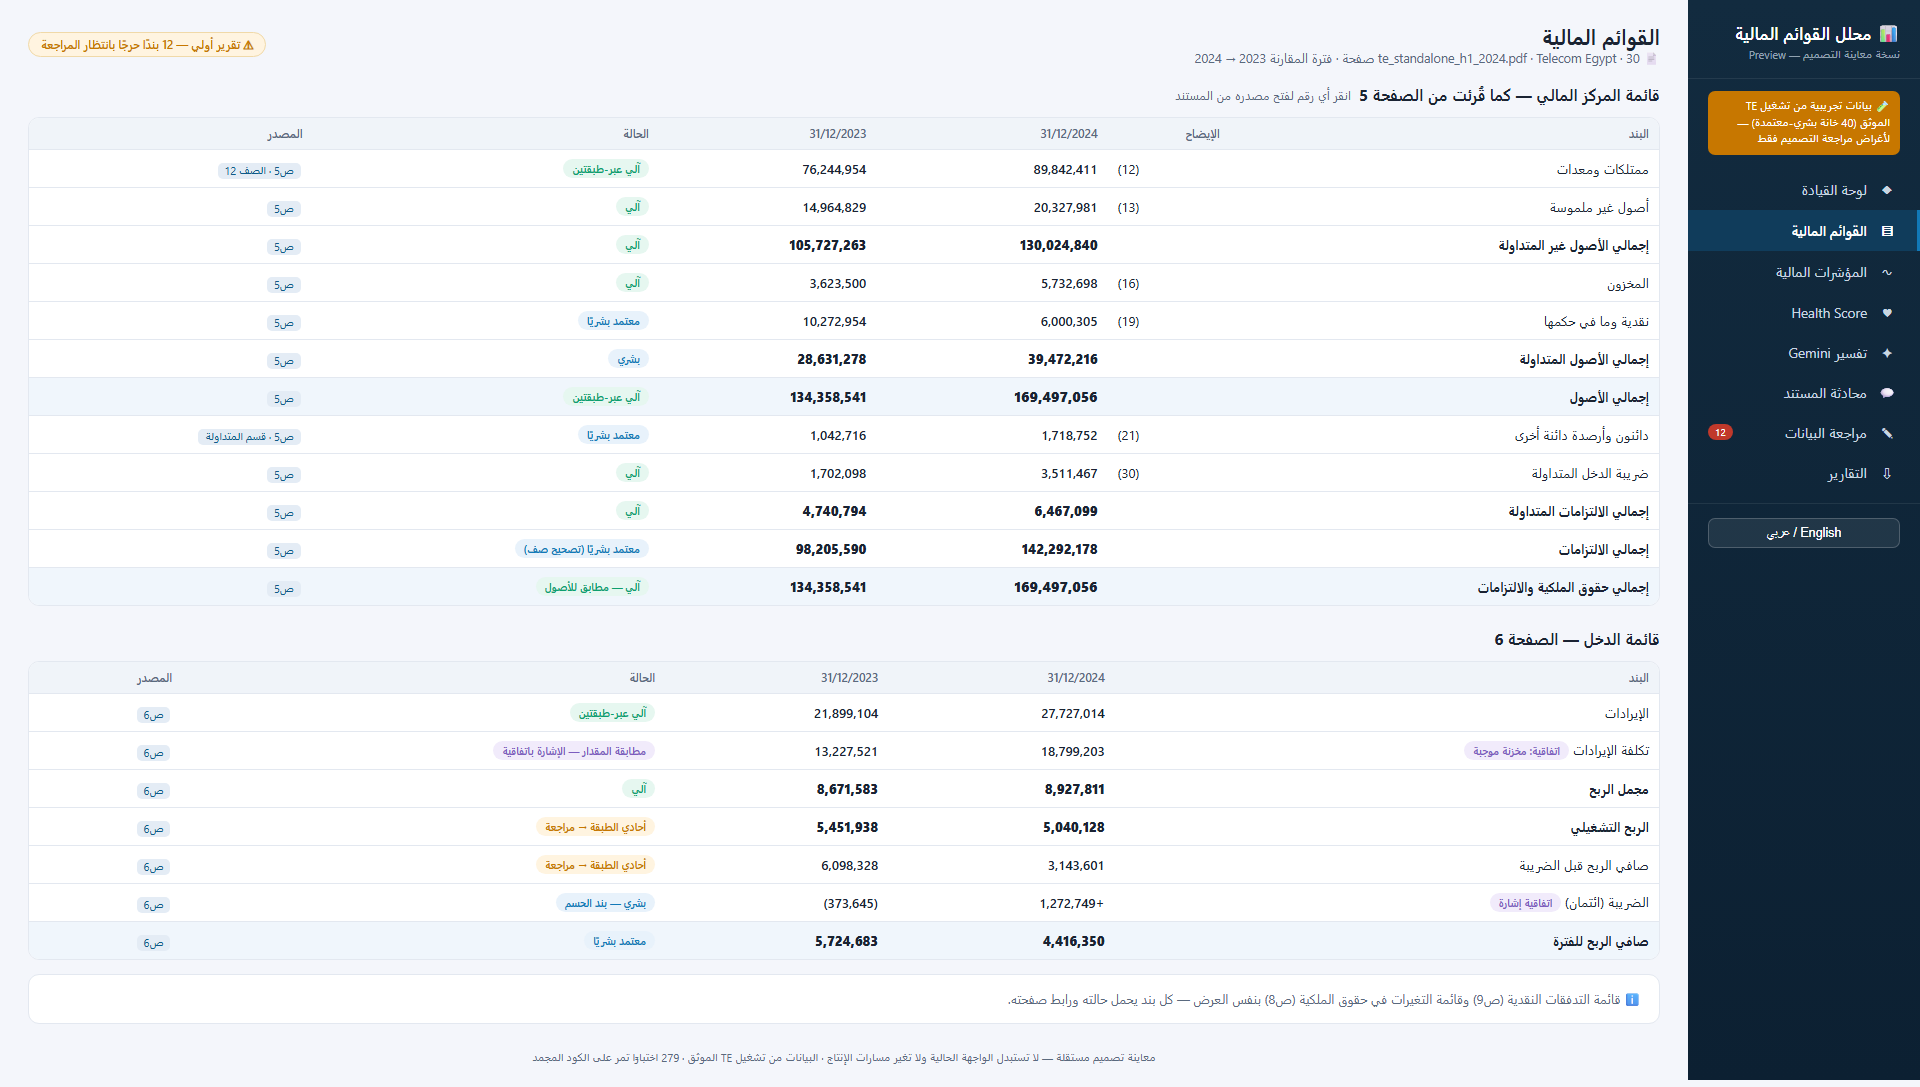 محلل القوائم المالية
نسخة معاينة التصميم — Preview
بيانات تجريبية من تشغيل TE
الموثق (40 خانة بشري-معتمدة) —
لأغراض مراجعة التصميم فقط
لوحة القيادة
القوائم المالية
المؤشرات المالية
Health Score
تفسير Gemini
محادثة المستند
مراجعة البيانات 12
التقارير
عربي / English
القوائم المالية
⚠ تقرير أولي — 12 بندًا حرجًا بانتظار المراجعة
te_standalone_h1_2024.pdf · Telecom Egypt · 30 صفحة · فترة المقارنة 2023 → 2024
قائمة المركز المالي — كما قُرئت من الصفحة 5 انقر أي رقم لفتح مصدره من المستند
البند الإيضاح 31/12/2024 31/12/2023 الحالة المصدر
ممتلكات ومعدات (12) 89,842,411 76,244,954 آلي عبر-طبقتين ص5 · الصف 12
أصول غير ملموسة (13) 20,327,981 14,964,829 آلي ص5
إجمالي الأصول غير المتداولة 130,024,840 105,727,263 آلي ص5
المخزون (16) 5,732,698 3,623,500 آلي ص5
نقدية وما في حكمها (19) 6,000,305 10,272,954 معتمد بشريًا ص5
إجمالي الأصول المتداولة 39,472,216 28,631,278 بشري ص5
إجمالي الأصول 169,497,056 134,358,541 آلي عبر-طبقتين ص5
دائنون وأرصدة دائنة أخرى (21) 1,718,752 1,042,716 معتمد بشريًا ص5 · قسم المتداولة
ضريبة الدخل المتداولة (30) 3,511,467 1,702,098 آلي ص5
إجمالي الالتزامات المتداولة 6,467,099 4,740,794 آلي ص5
إجمالي الالتزامات 142,292,178 98,205,590 معتمد بشريًا (تصحيح صف) ص5
إجمالي حقوق الملكية والالتزامات 169,497,056 134,358,541 آلي — مطابق للأصول ص5
قائمة الدخل — الصفحة 6
البند 31/12/2024 31/12/2023 الحالة المصدر
الإيرادات 27,727,014 21,899,104 آلي عبر-طبقتين ص6
تكلفة الإيرادات اتفاقية: مخزنة موجبة 18,799,203 13,227,521 مطابقة المقدار — الإشارة باتفاقية ص6
مجمل الربح 8,927,811 8,671,583 آلي ص6
الربح التشغيلي 5,040,128 5,451,938 أحادي الطبقة → مراجعة ص6
صافي الربح قبل الضريبة 3,143,601 6,098,328 أحادي الطبقة → مراجعة ص6
الضريبة (ائتمان) اتفاقية إشارة 1,272,749+ (373,645) بشري — بند الحسم ص6
صافي الربح للفترة 4,416,350 5,724,683 معتمد بشريًا ص6
قائمة التدفقات النقدية (ص9) وقائمة التغيرات في حقوق الملكية (ص8) بنفس العرض — كل بند يحمل حالته ورابط صفحته.
معاينة تصميم مستقلة — لا تستبدل الواجهة الحالية ولا تغير مسارات الإنتاج · البيانات من تشغيل TE الموثق · 279 اختبارًا تمر على الكود المجمد